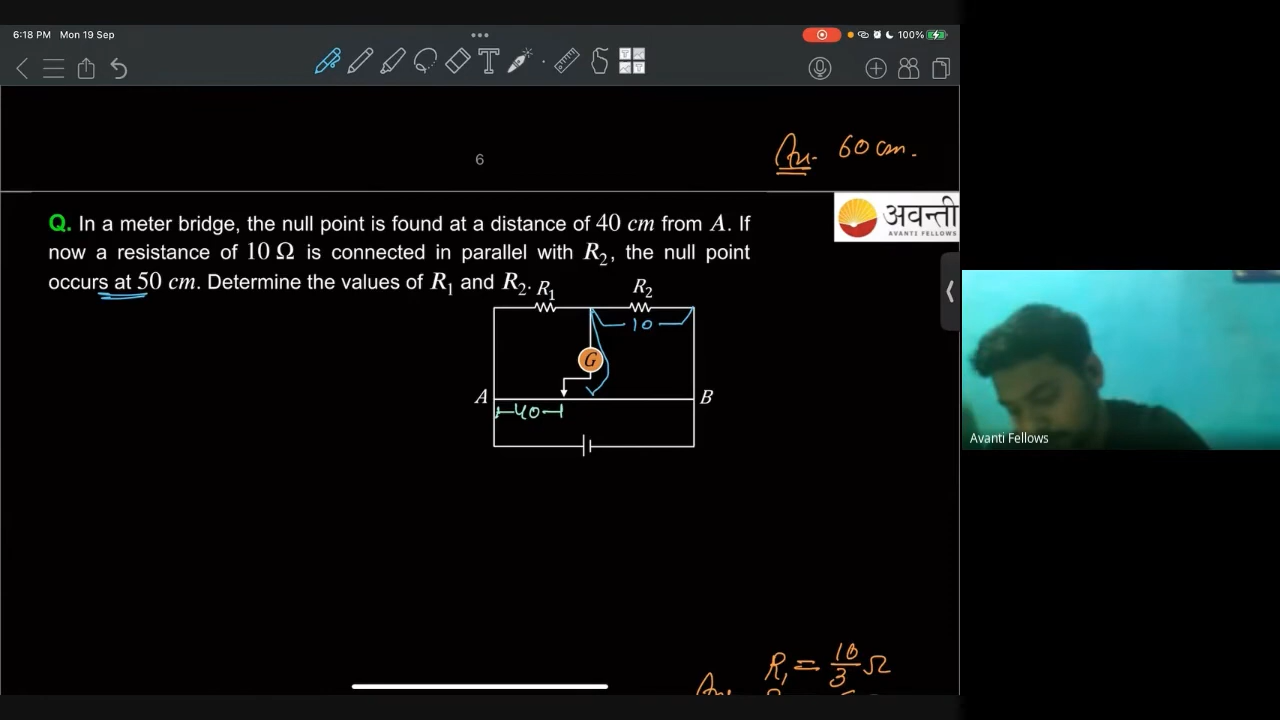 6:18 PM Mon 19 Sep
100%
6
Ans. 60 cm.
अवन्ती
AVANTI FELLOWS
Q. In a meter bridge, the null point is found at a distance of 40 cm from A. If
now a resistance of 10 Ω is connected in parallel with R₂, the null point
occurs at 50 cm. Determine the values of R₁ and R₂.
R₁
R₂
10
G
A
B
40
Avanti Fellows
R₁ = 10/3 Ω